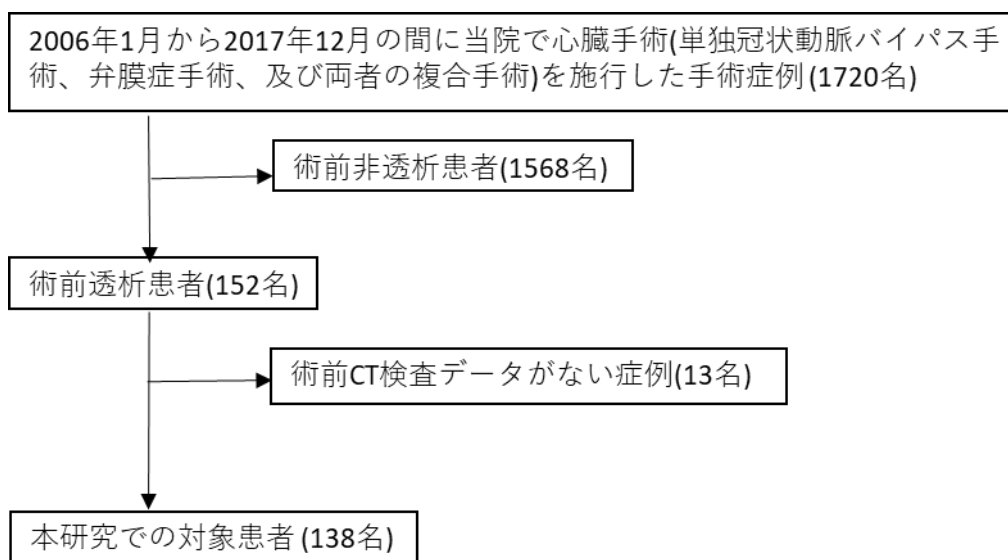 2006年1月から2017年12月の間に当院で心臓手術(単独冠状動脈バイパス手
術、弁膜症手術、及び両者の複合手術)を施行した手術症例(1720名)
術前非透析患者(1568名)
術前透析患者(152名)
術前CT検査データがない症例(13名)
本研究での対象患者(138名)